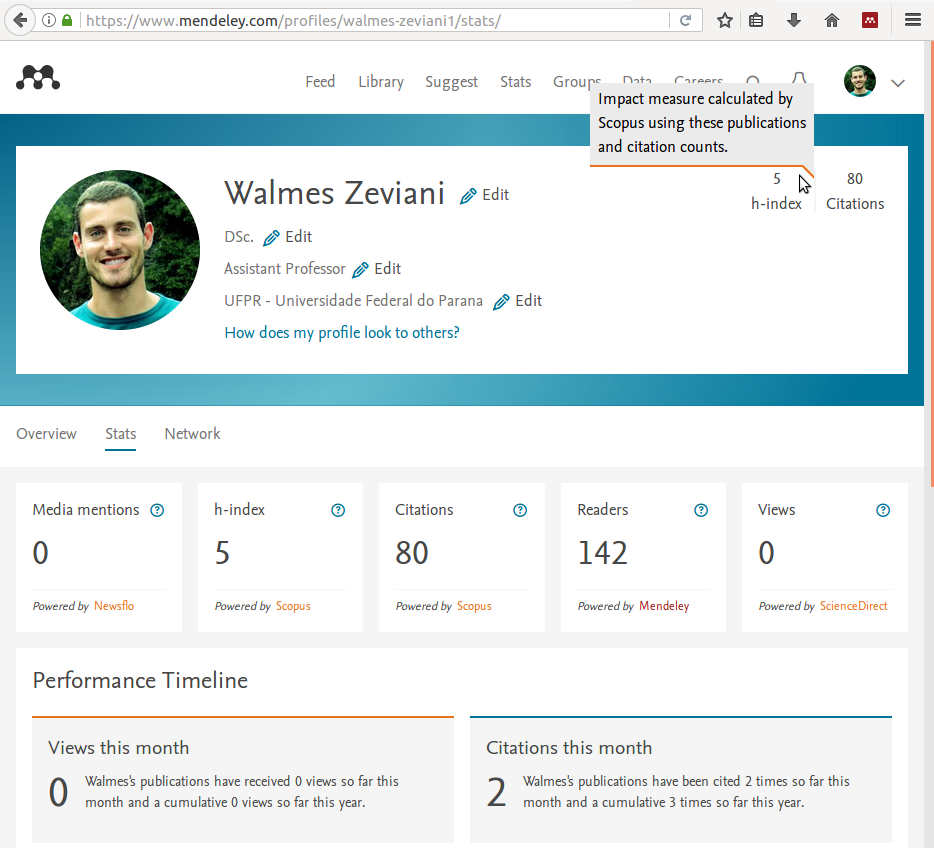 https://www.mendeley.com/profiles/walmes-zeviani1/stats/
Feed Library Suggest Stats Groups Data Careers
Impact measure calculated by
Scopus using these publications
and citation counts.
Walmes Zeviani Edit
5 80
h-index Citations
DSc. Edit
Assistant Professor Edit
UFPR - Universidade Federal do Parana Edit
How does my profile look to others?
Overview Stats Network
Media mentions ? h-index ? Citations ? Readers ? Views ?
0 5 80 142 0
Powered by Newsflo Powered by Scopus Powered by Scopus Powered by Mendeley Powered by ScienceDirect
Performance Timeline
Views this month
0
Walmes's publications have received 0 views so far this
month and a cumulative 0 views so far this year.
Citations this month
2
Walmes's publications have been cited 2 times so far this
month and a cumulative 3 times so far this year.